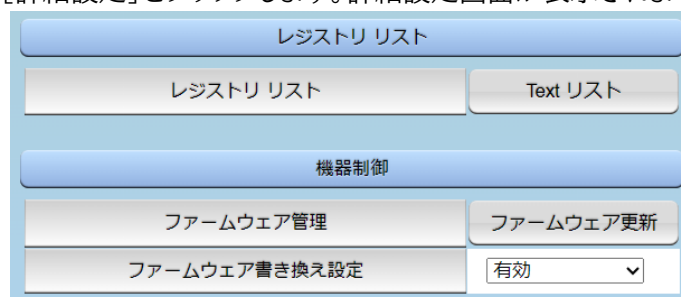 [詳細設定]をクリックします。詳細設定画面が表示されま
レジストリ リスト
レジストリ リスト Text リスト
機器制御
ファームウェア管理 ファームウェア更新
ファームウェア書き換え設定 有効